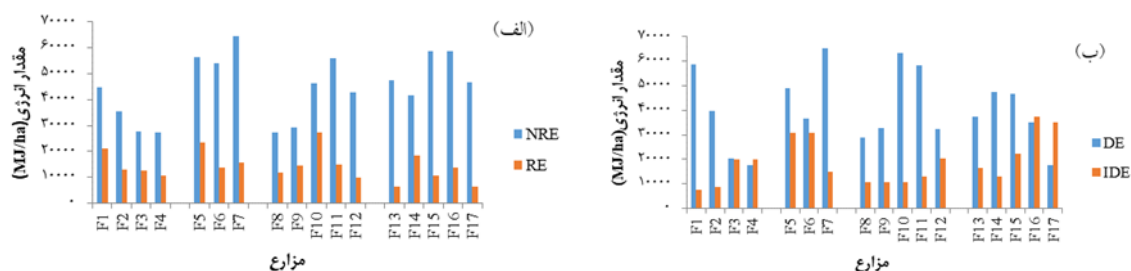 (الف)
مقدار انرژی(MJ/ha)
۷۰۰۰۰
۶۰۰۰۰
۵۰۰۰۰
۴۰۰۰۰
۳۰۰۰۰
۲۰۰۰۰
۱۰۰۰۰
۰
F1 F2 F3 F4 F5 F6 F7 F8 F9 F10 F11 F12 F13 F14 F15 F16 F17
مزارع
NRE
RE
(ب)
مقدار انرژی(MJ/ha)
۷۰۰۰۰
۶۰۰۰۰
۵۰۰۰۰
۴۰۰۰۰
۳۰۰۰۰
۲۰۰۰۰
۱۰۰۰۰
۰
F1 F2 F3 F4 F5 F6 F7 F8 F9 F10 F11 F12 F13 F14 F15 F16 F17
مزارع
DE
IDE